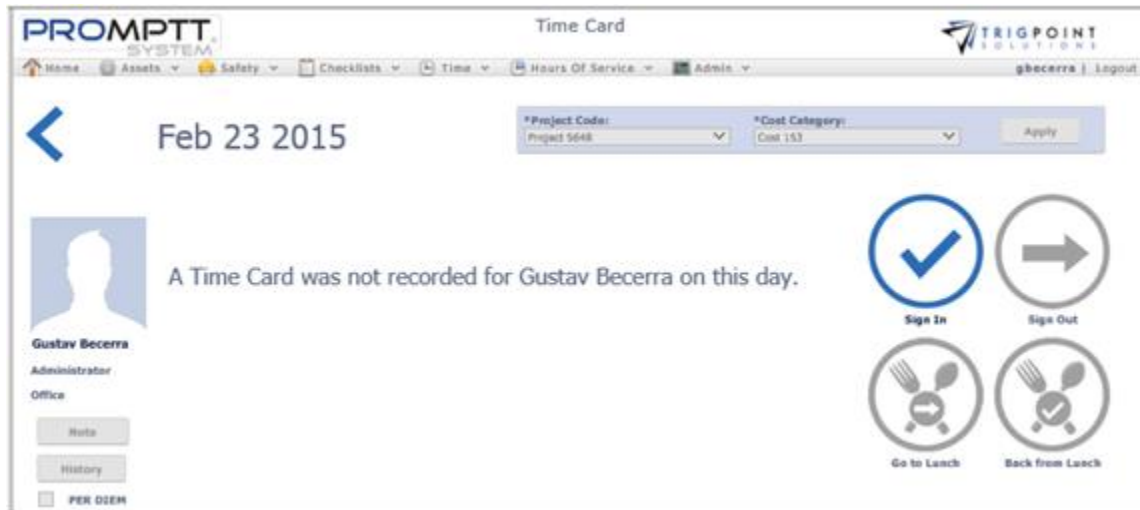 PROMPTT
SYSTEM
Time Card
TRIGPOINT
SOLUTIONS
Home Assets Safety Checklists Time Hours Of Service Admin gbecerra | Logout
Feb 23 2015
*Project Code: *Cost Category:
Project 5648 Cost 153 Apply
A Time Card was not recorded for Gustav Becerra on this day.
Sign In Sign Out
Gustav Becerra
Administrator
Office
Note
History
Go to Lunch Back from Lunch
PER DIEM